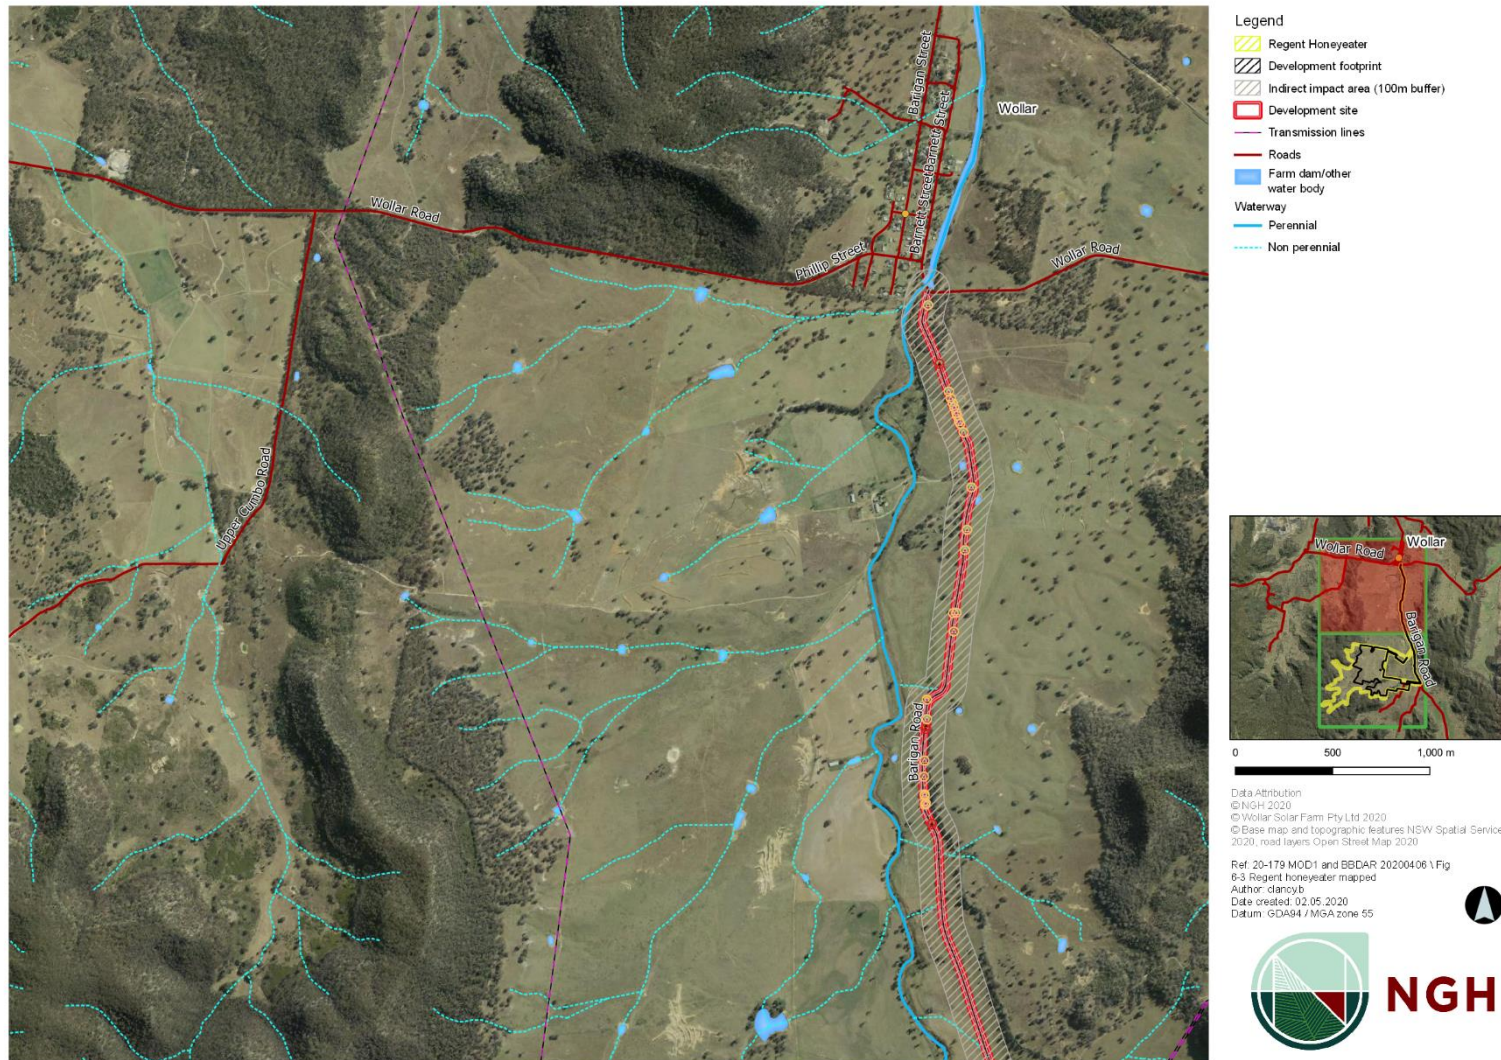 Legend
Regent Honeyeater
Development footprint
Indirect impact area (100m buffer)
Development site
Transmission lines
Roads
Farm dam/other
water body
Waterway
Perennial
Non perennial
Barigan Street
Wollar
Barnett Street
Barnett Street
Wollar Road
Phillip Street
Wollar Road
Upper Cumbo Road
Barigan Road
Wollar Road
Wollar
Barigan Road
0 500 1,000 m
Data Attribution
© NGH 2020
© Wollar Solar Farm Pty Ltd 2020
© Base map and topographic features NSW Spatial Service
2020, road layers Open Street Map 2020
Ref: 20-179 MOD1 and BBDAR 20200406 \ Fig
6-3 Regent honeyeater mapped
Author: clancy.b
Date created: 02.05.2020
Datum: GDA94 / MGA zone 55
NGH